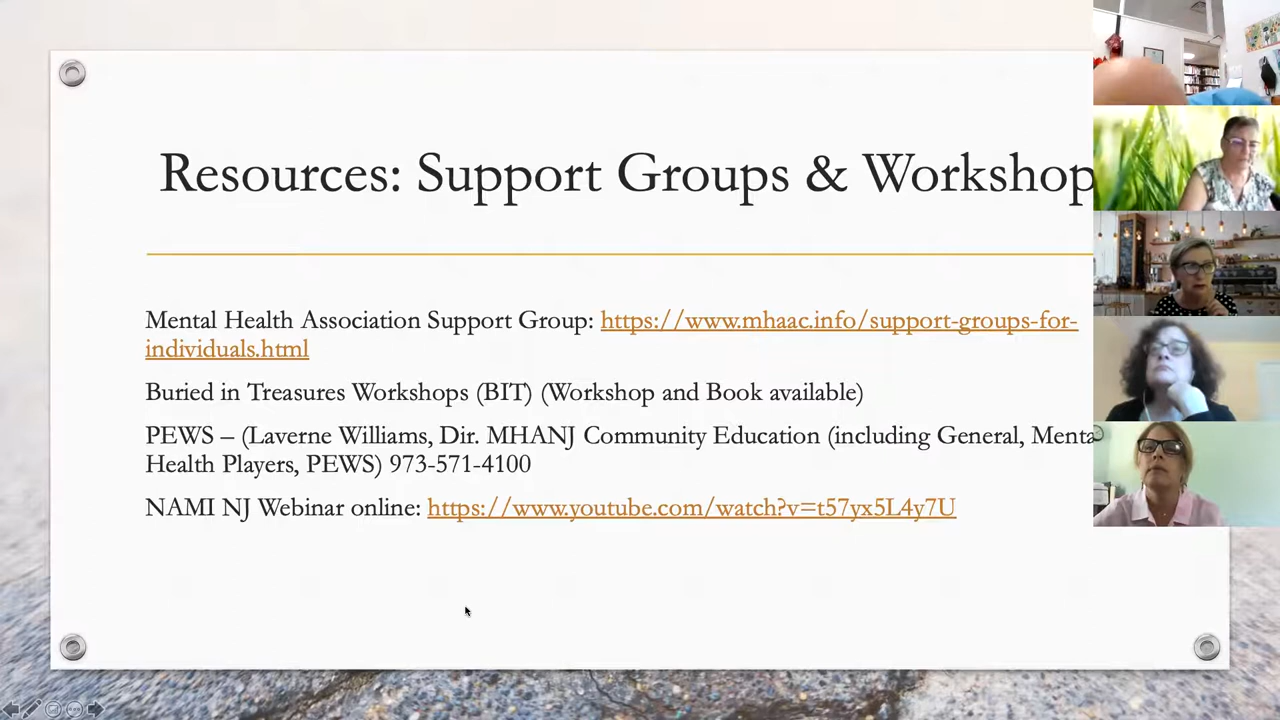 Resources: Support Groups & Workshop
Mental Health Association Support Group: https://www.mhaac.info/support-groups-for-
individuals.html
Buried in Treasures Workshops (BIT) (Workshop and Book available)
PEWS – (Laverne Williams, Dir. MHANJ Community Education (including General, Menta
Health Players, PEWS) 973-571-4100
NAMI NJ Webinar online: https://www.youtube.com/watch?v=t57yx5L4y7U